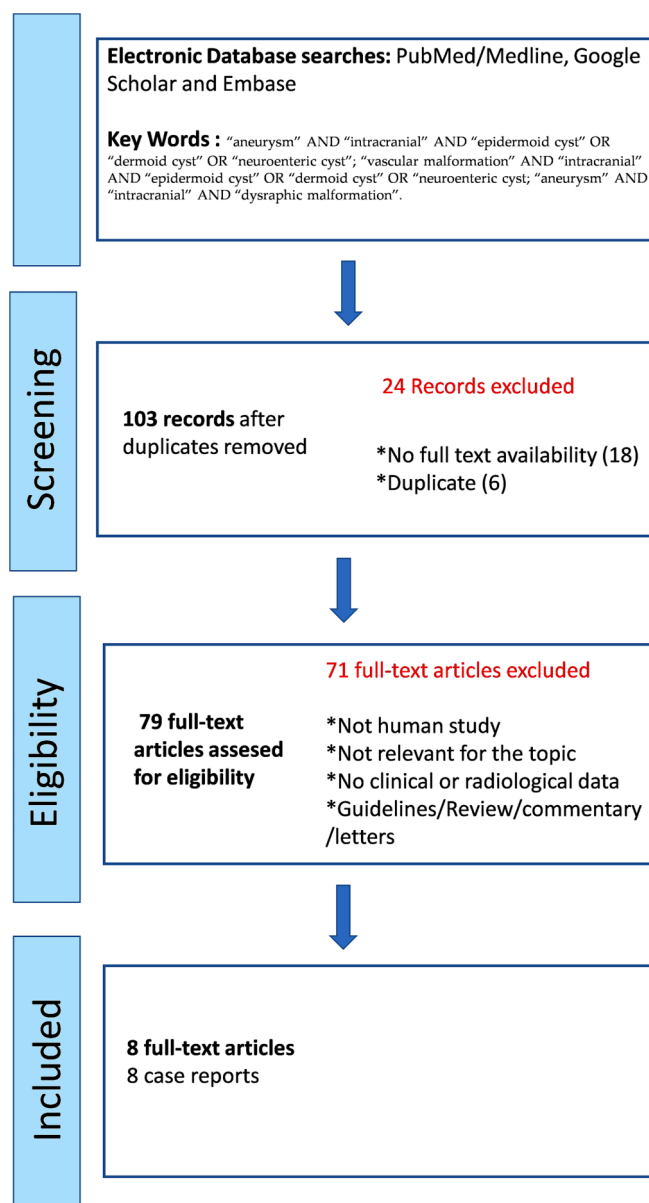 Electronic Database searches: PubMed/Medline, Google
Scholar and Embase
Key Words : “aneurysm” AND “intracranial” AND “epidermoid cyst” OR
“dermoid cyst” OR “neuroenteric cyst”; “vascular malformation” AND “intracranial”
AND “epidermoid cyst” OR “dermoid cyst” OR “neuroenteric cyst; “aneurysm” AND
“intracranial” AND “dysraphic malformation”.
Screening
103 records after
duplicates removed
24 Records excluded
*No full text availability (18)
*Duplicate (6)
Eligibility
79 full-text
articles assesed
for eligibility
71 full-text articles excluded
*Not human study
*Not relevant for the topic
*No clinical or radiological data
*Guidelines/Review/commentary
/letters
Included
8 full-text articles
8 case reports